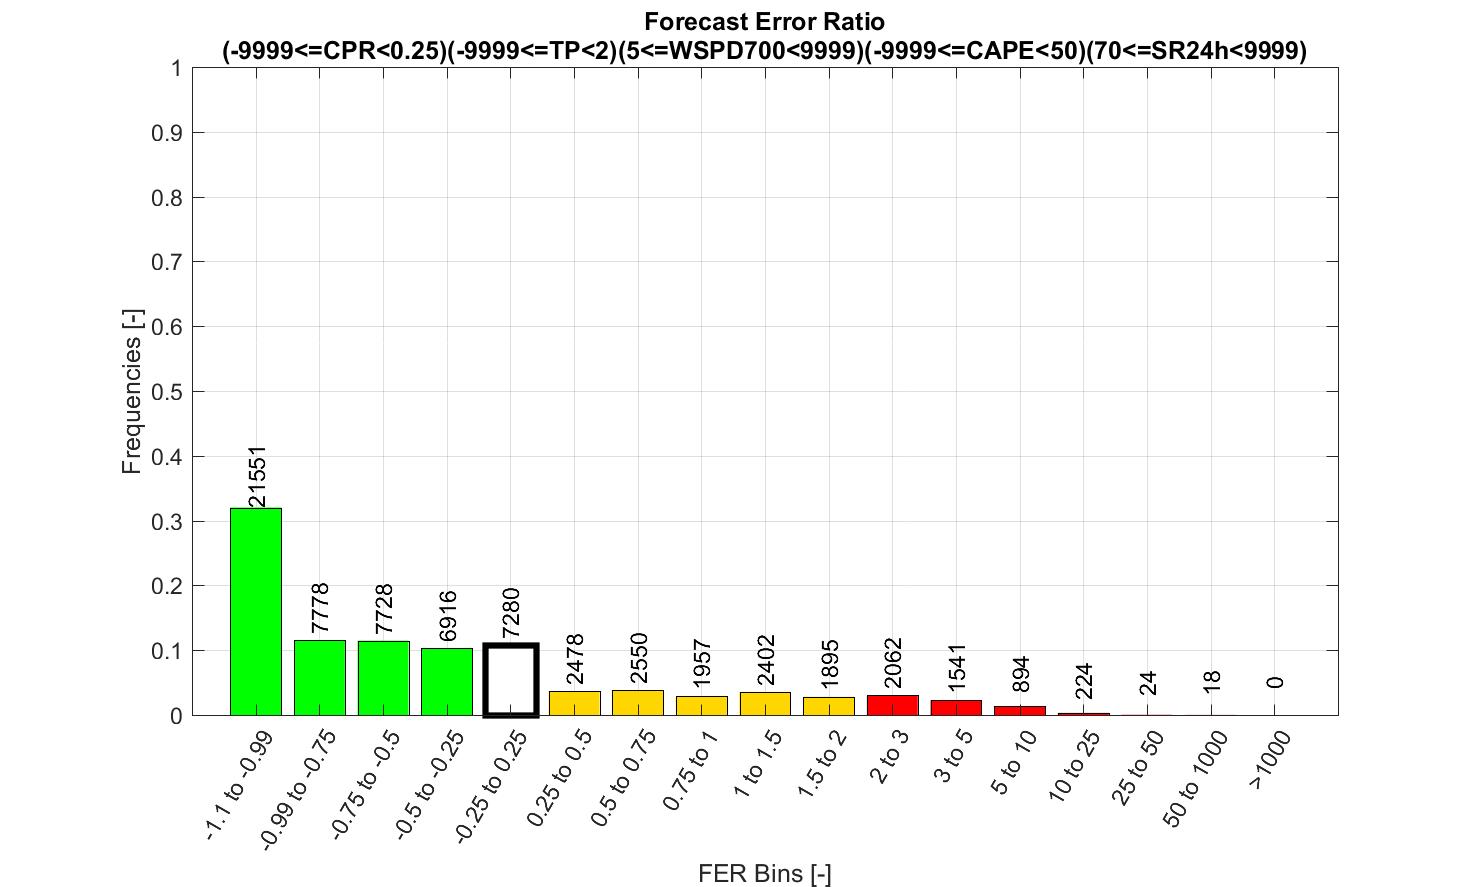 Forecast Error Ratio
(-9999<=CPR<0.25)(-9999<=TP<2)(5<=WSPD700<9999)(-9999<=CAPE<50)(70<=SR24h<9999)
1
0.9
0.8
0.7
0.6
0.5
0.4
0.3
0.2
0.1
0
Frequencies [-]
21551
7778
7728
6916
7280
2478
2550
1957
2402
1895
2062
1541
894
224
24
18
0
-1.1 to -0.99
-0.99 to -0.75
-0.75 to -0.5
-0.5 to -0.25
-0.25 to 0.25
0.25 to 0.5
0.5 to 0.75
0.75 to 1
1 to 1.5
1.5 to 2
2 to 3
3 to 5
5 to 10
10 to 25
25 to 50
50 to 1000
>1000
FER Bins [-]